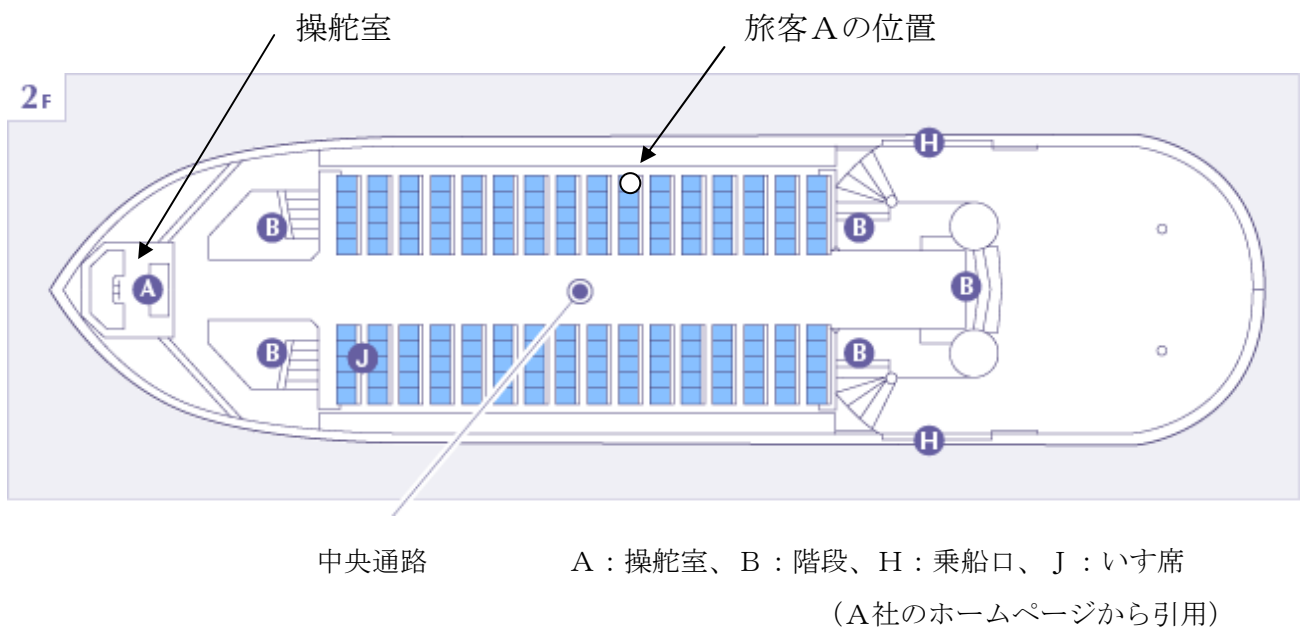 操舵室
旅客Aの位置
2F
H
B
B
A
B
J
B
B
H
中央通路
A：操舵室、B：階段、H：乗船口、J：いす席
（A社のホームページから引用）